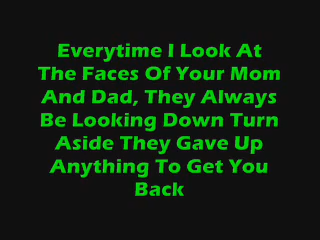 Everytime I Look At
The Faces Of Your Mom
And Dad, They Always
Be Looking Down Turn
Aside They Gave Up
Anything To Get You
Back